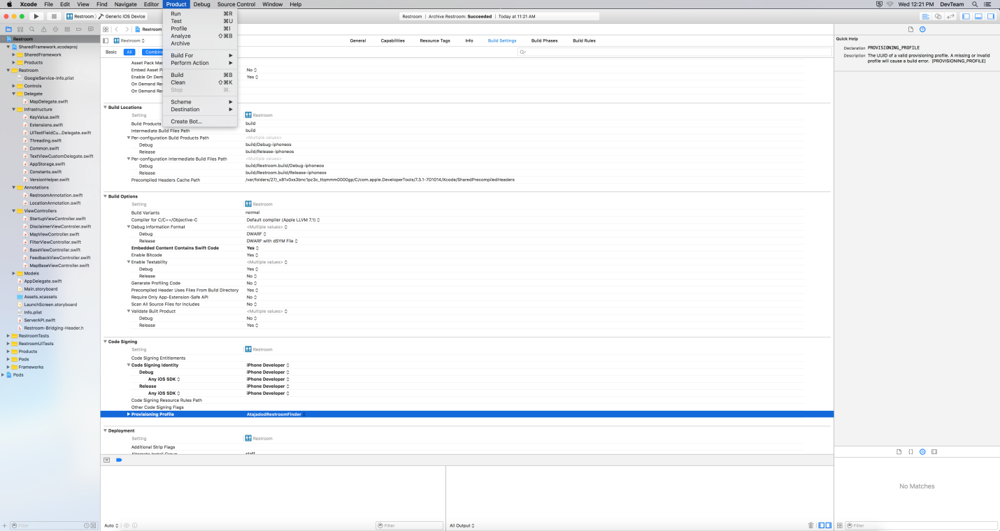 Xcode File Edit View Find Navigate Editor Product Debug Source Control Window Help Wed 12:21 PM DevTeam
Restroom Generic iOS Device Restroom | Archive Restroom: Succeeded | Today at 11:21 AM
Run ⌘R
Test ⌘U
Profile ⌘I
Analyze ⇧⌘B
Archive
Build For
Perform Action
Build ⌘B
Clean ⇧⌘K
Stop ⌘.
Scheme
Destination
Create Bot...
Restroom
SharedFramework.xcodeproj
SharedFramework
Products
Restroom
GoogleService-Info.plist
Controls
Delegate
MapDelegate.swift
Infrastructure
KeyValue.swift
Extensions.swift
UITextFieldCu...Delegate.swift
Threading.swift
Common.swift
TextViewCustomDelegate.swift
AppStorage.swift
Constants.swift
VersionHelper.swift
Annotations
RestroomAnnotation.swift
LocationAnnotation.swift
ViewControllers
StartupViewController.swift
DisclaimerViewControler.swift
MapViewController.swift
FilterViewController.swift
BaseViewController.swift
FeedbackViewController.swift
MapBaseViewController.swift
Models
AppDelegate.swift
Main.storyboard
Assets.xcassets
LaunchScreen.storyboard
Info.plist
ServerAPI.swift
Restroom-Bridging-Header.h
RestroomTests
RestroomUITests
Products
Pods
Frameworks
Pods
Filter
Restroom
Restroom General Capabilities Resource Tags Info Build Settings Build Phases Build Rules
Basic All Combine
Asset Pack Man
Embed Asset P No
Enable On Dem Yes
On Demand Re
On Demand Re
Build Locations
Setting Restroom
Build Products build
Intermediate Build Files Path build
Per-configuration Build Products Path <Multiple values>
Debug build/Debug-iphoneos
Release build/Release-iphoneos
Per-configuration Intermediate Build Files Path <Multiple values>
Debug build/Restroom.build/Debug-iphoneos
Release build/Restroom.build/Release-iphoneos
Precompiled Headers Cache Path /var/folders/27/_x81v0xs3bnc1pz3c_ttqmmm0000gp/C/com.apple.DeveloperTools/7.3.1-7D1014/Xcode/SharedPrecompiledHeaders
Build Options
Setting Restroom
Build Variants normal
Compiler for C/C++/Objective-C Default compiler (Apple LLVM 7.1)
Debug Information Format <Multiple values>
Debug DWARF
Release DWARF with dSYM File
Embedded Content Contains Swift Code Yes
Enable Bitcode Yes
Enable Testability <Multiple values>
Debug Yes
Release No
Generate Profiling Code No
Precompiled Header Uses Files From Build Directory Yes
Require Only App-Extension-Safe API No
Scan All Source Files for Includes No
Validate Built Product <Multiple values>
Debug No
Release Yes
Code Signing
Setting Restroom
Code Signing Entitlements
Code Signing Identity iPhone Developer
Debug iPhone Developer
Any iOS SDK iPhone Developer
Release iPhone Developer
Any iOS SDK iPhone Developer
Code Signing Resource Rules Path
Other Code Signing Flags
Provisioning Profile AtajadodRestroomFinder
Deployment
Setting Restroom
Additional Strip Flags
Alternate Install Group staff
Auto Filter All Output Filter
Quick Help
Declaration PROVISIONING_PROFILE
Description The UUID of a valid provisioning profile. A missing or invalid
profile will cause a build error. [PROVISIONING_PROFILE]
No Matches